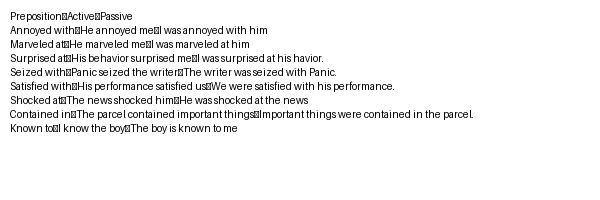 Preposition Active Passive
Annoyed with He annoyed me I was annoyed with him
Marveled at He marveled me I was marveled at him
Surprised at His behavior surprised me I was surprised at his havior.
Seized with Panic seized the writer The writer was seized with Panic.
Satisfied with His performance satisfied us We were satisfied with his performance.
Shocked at The news shocked him He was shocked at the news
Contained in The parcel contained important things Important things were contained in the parcel.
Known to I know the boy The boy is known to me